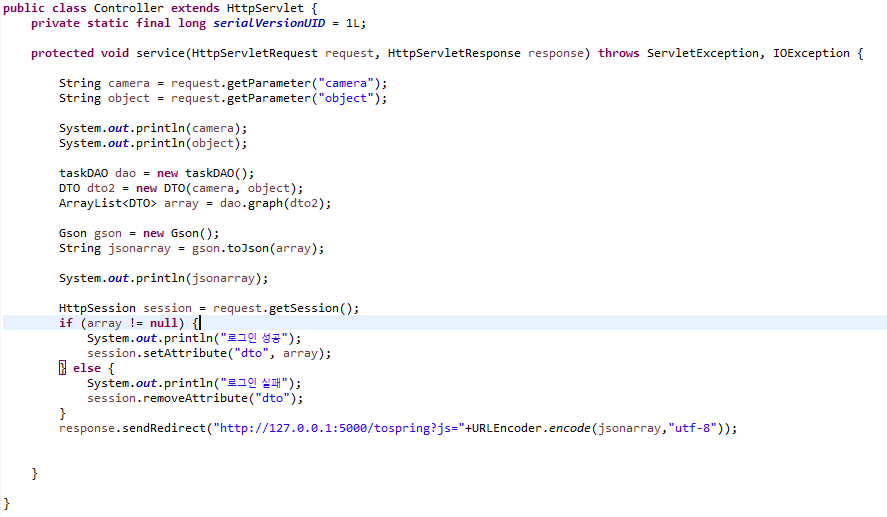 public class Controller extends HttpServlet {
private static final long serialVersionUID = 1L;
protected void service(HttpServletRequest request, HttpServletResponse response) throws ServletException, IOException {
String camera = request.getParameter("camera");
String object = request.getParameter("object");
System.out.println(camera);
System.out.println(object);
taskDAO dao = new taskDAO();
DTO dto2 = new DTO(camera, object);
ArrayList<DTO> array = dao.graph(dto2);
Gson gson = new Gson();
String jsonarray = gson.toJson(array);
System.out.println(jsonarray);
HttpSession session = request.getSession();
if (array != null) {
System.out.println("로그인 성공");
session.setAttribute("dto", array);
} else {
System.out.println("로그인 실패");
session.removeAttribute("dto");
}
response.sendRedirect("http://127.0.0.1:5000/tospring?js="+URLEncoder.encode(jsonarray,"utf-8"));
}
}